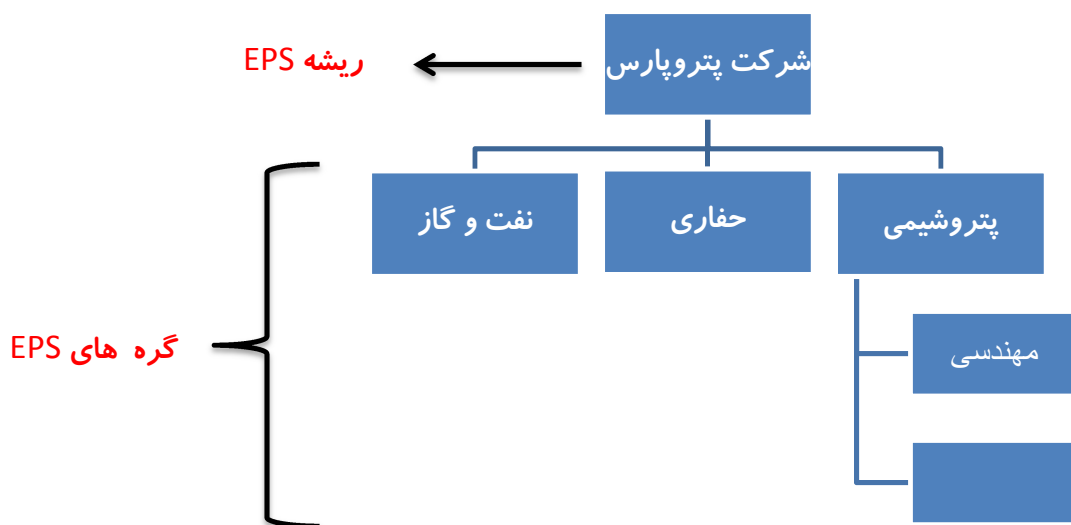 شرکت پتروپارس
ریشه EPS
پتروشیمی
حفاری
نفت و گاز
مهندسی
گره های EPS